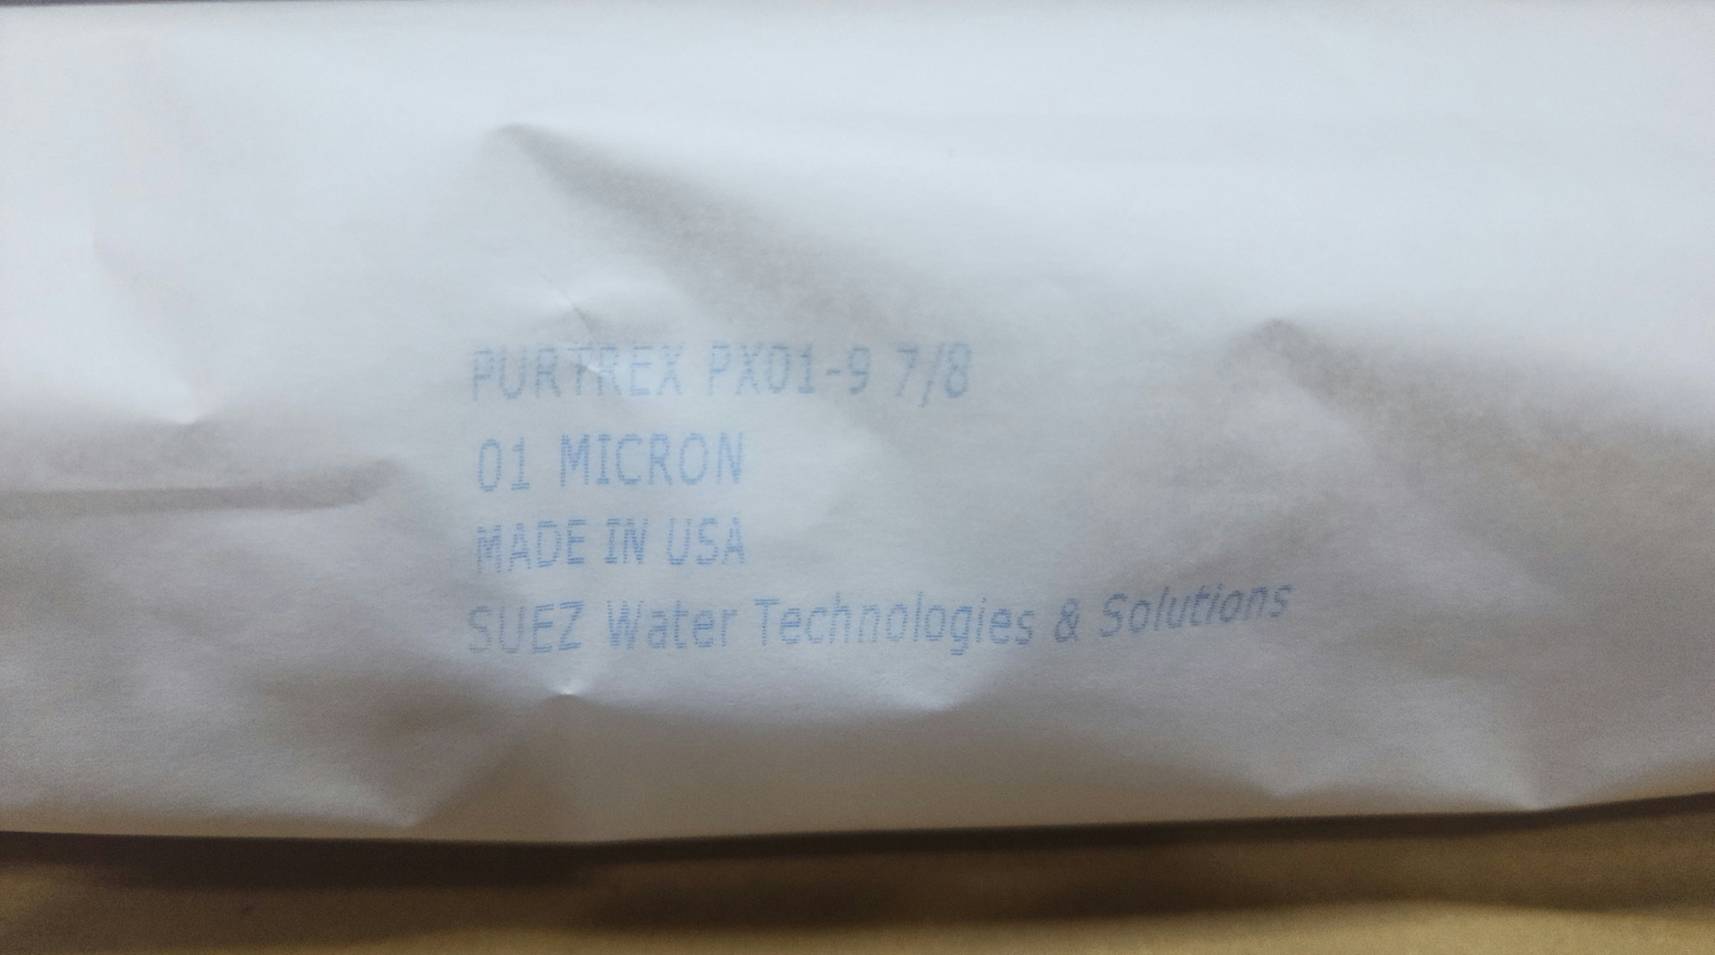 PURTREX PX01-9 7/8
01 MICRON
MADE IN USA
SUEZ Water Technologies & Solutions